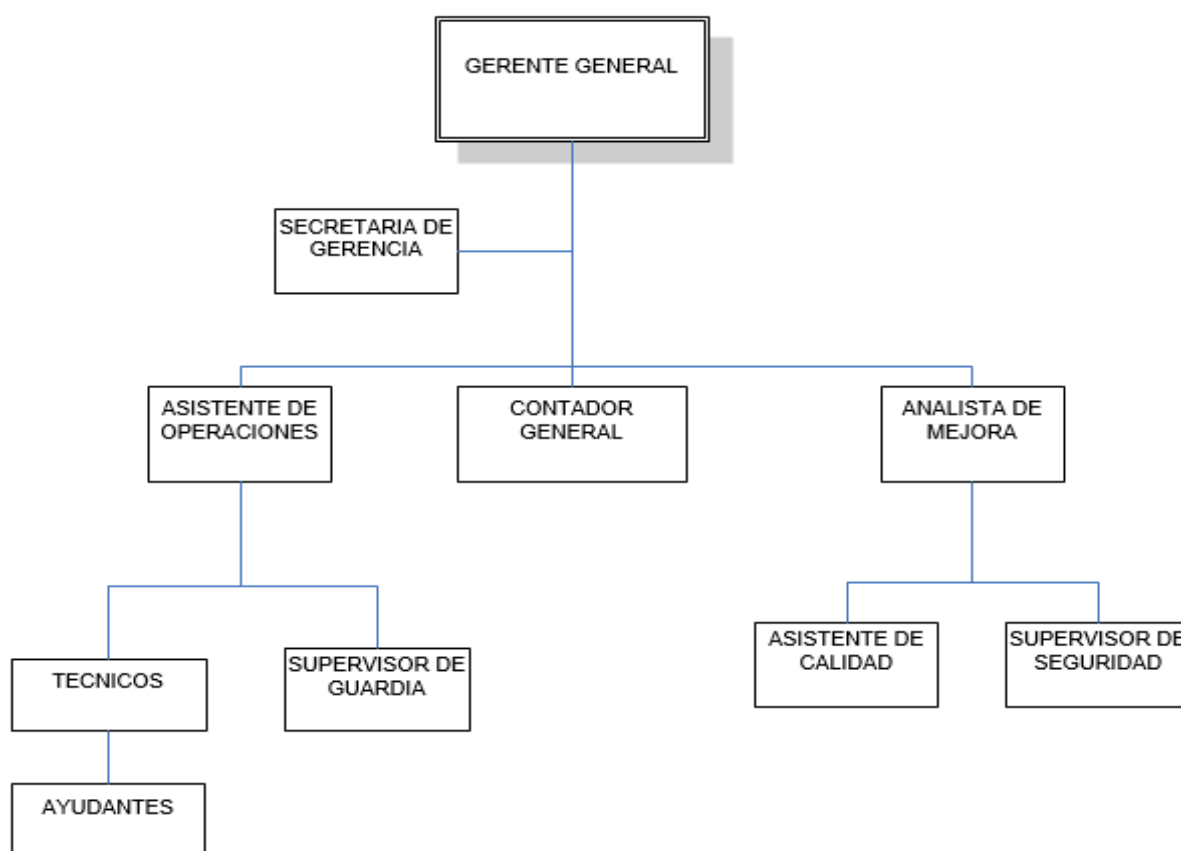 GERENTE GENERAL
SECRETARIA DE
GERENCIA
ASISTENTE DE
OPERACIONES
CONTADOR
GENERAL
ANALISTA DE
MEJORA
TECNICOS
SUPERVISOR DE
GUARDIA
ASISTENTE DE
CALIDAD
SUPERVISOR DE
SEGURIDAD
AYUDANTES